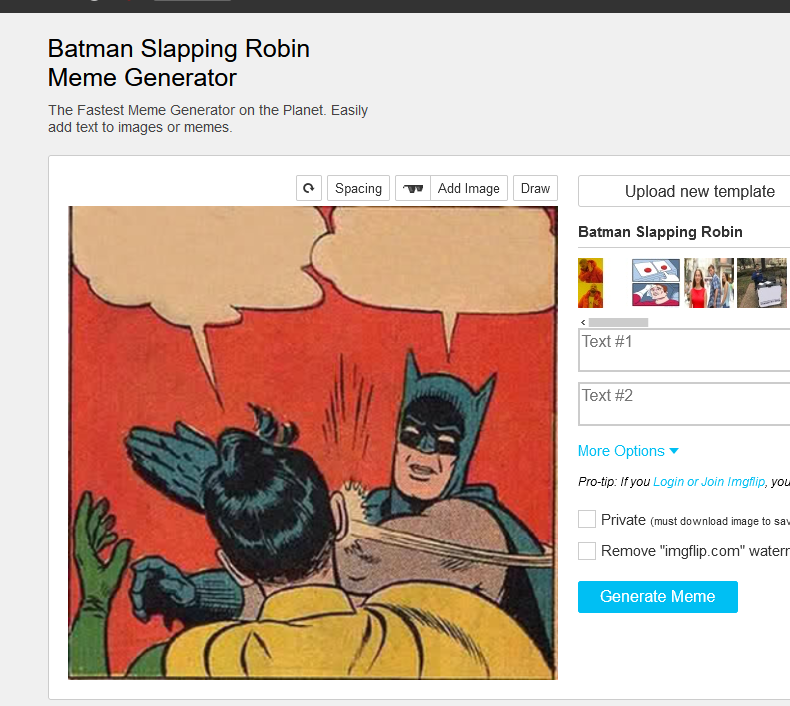 Batman Slapping Robin
Meme Generator
The Fastest Meme Generator on the Planet. Easily
add text to images or memes.
Spacing
Add Image
Draw
Upload new template
Batman Slapping Robin
Text #1
Text #2
More Options
Pro-tip: If you Login or Join Imgflip, you
Private (must download image to sav
Remove "imgflip.com" watern
Generate Meme